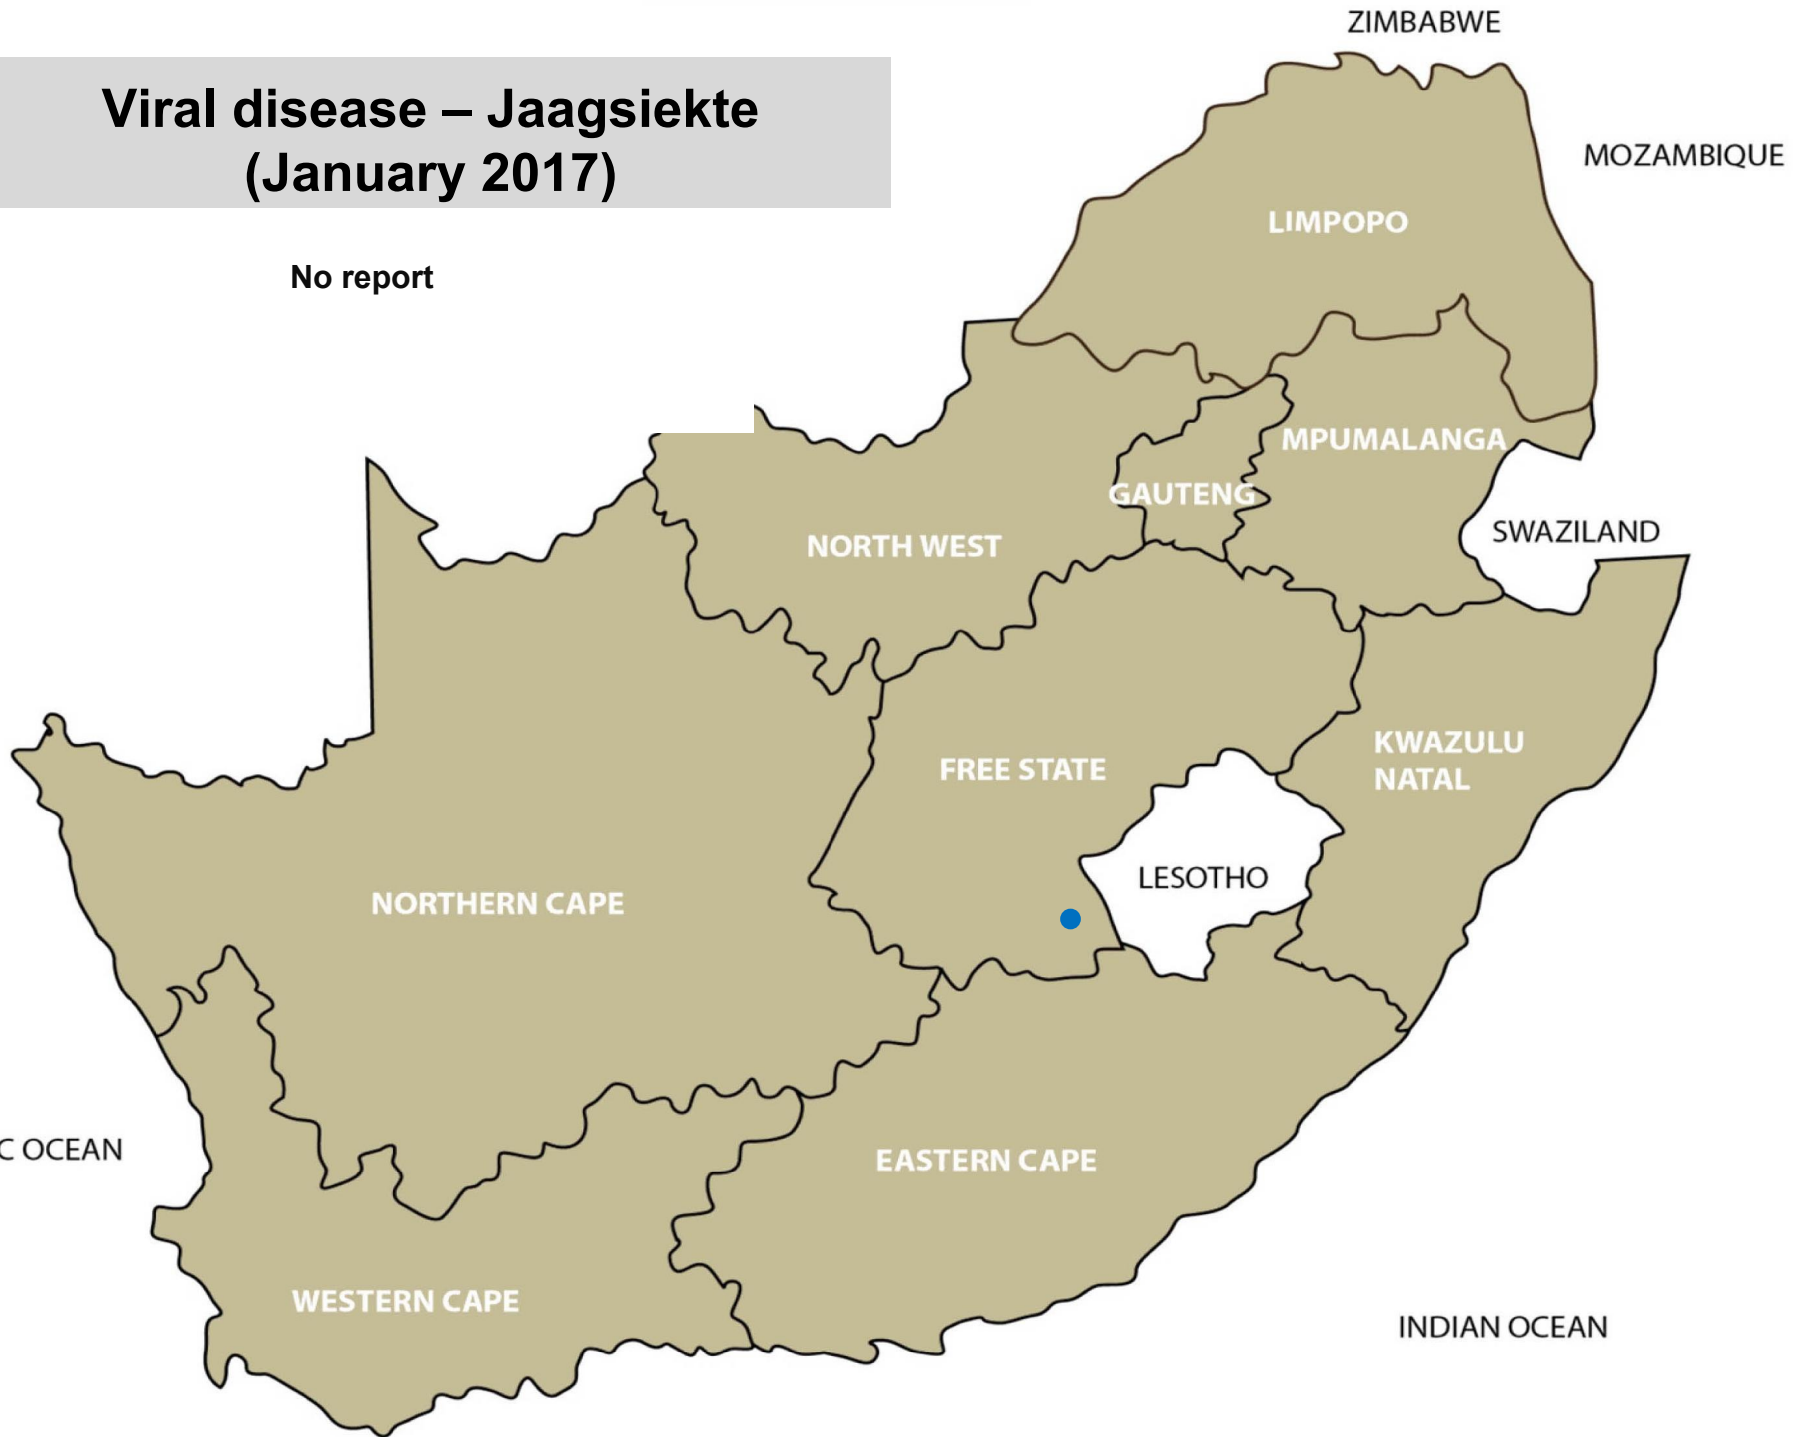 ZIMBABWE
Viral disease – Jaagsiekte
(January 2017)
MOZAMBIQUE
LIMPOPO
No report
MPUMALANGA
GAUTENG
SWAZILAND
NORTH WEST
KWAZULU
NATAL
FREE STATE
LESOTHO
NORTHERN CAPE
C OCEAN
EASTERN CAPE
WESTERN CAPE
INDIAN OCEAN